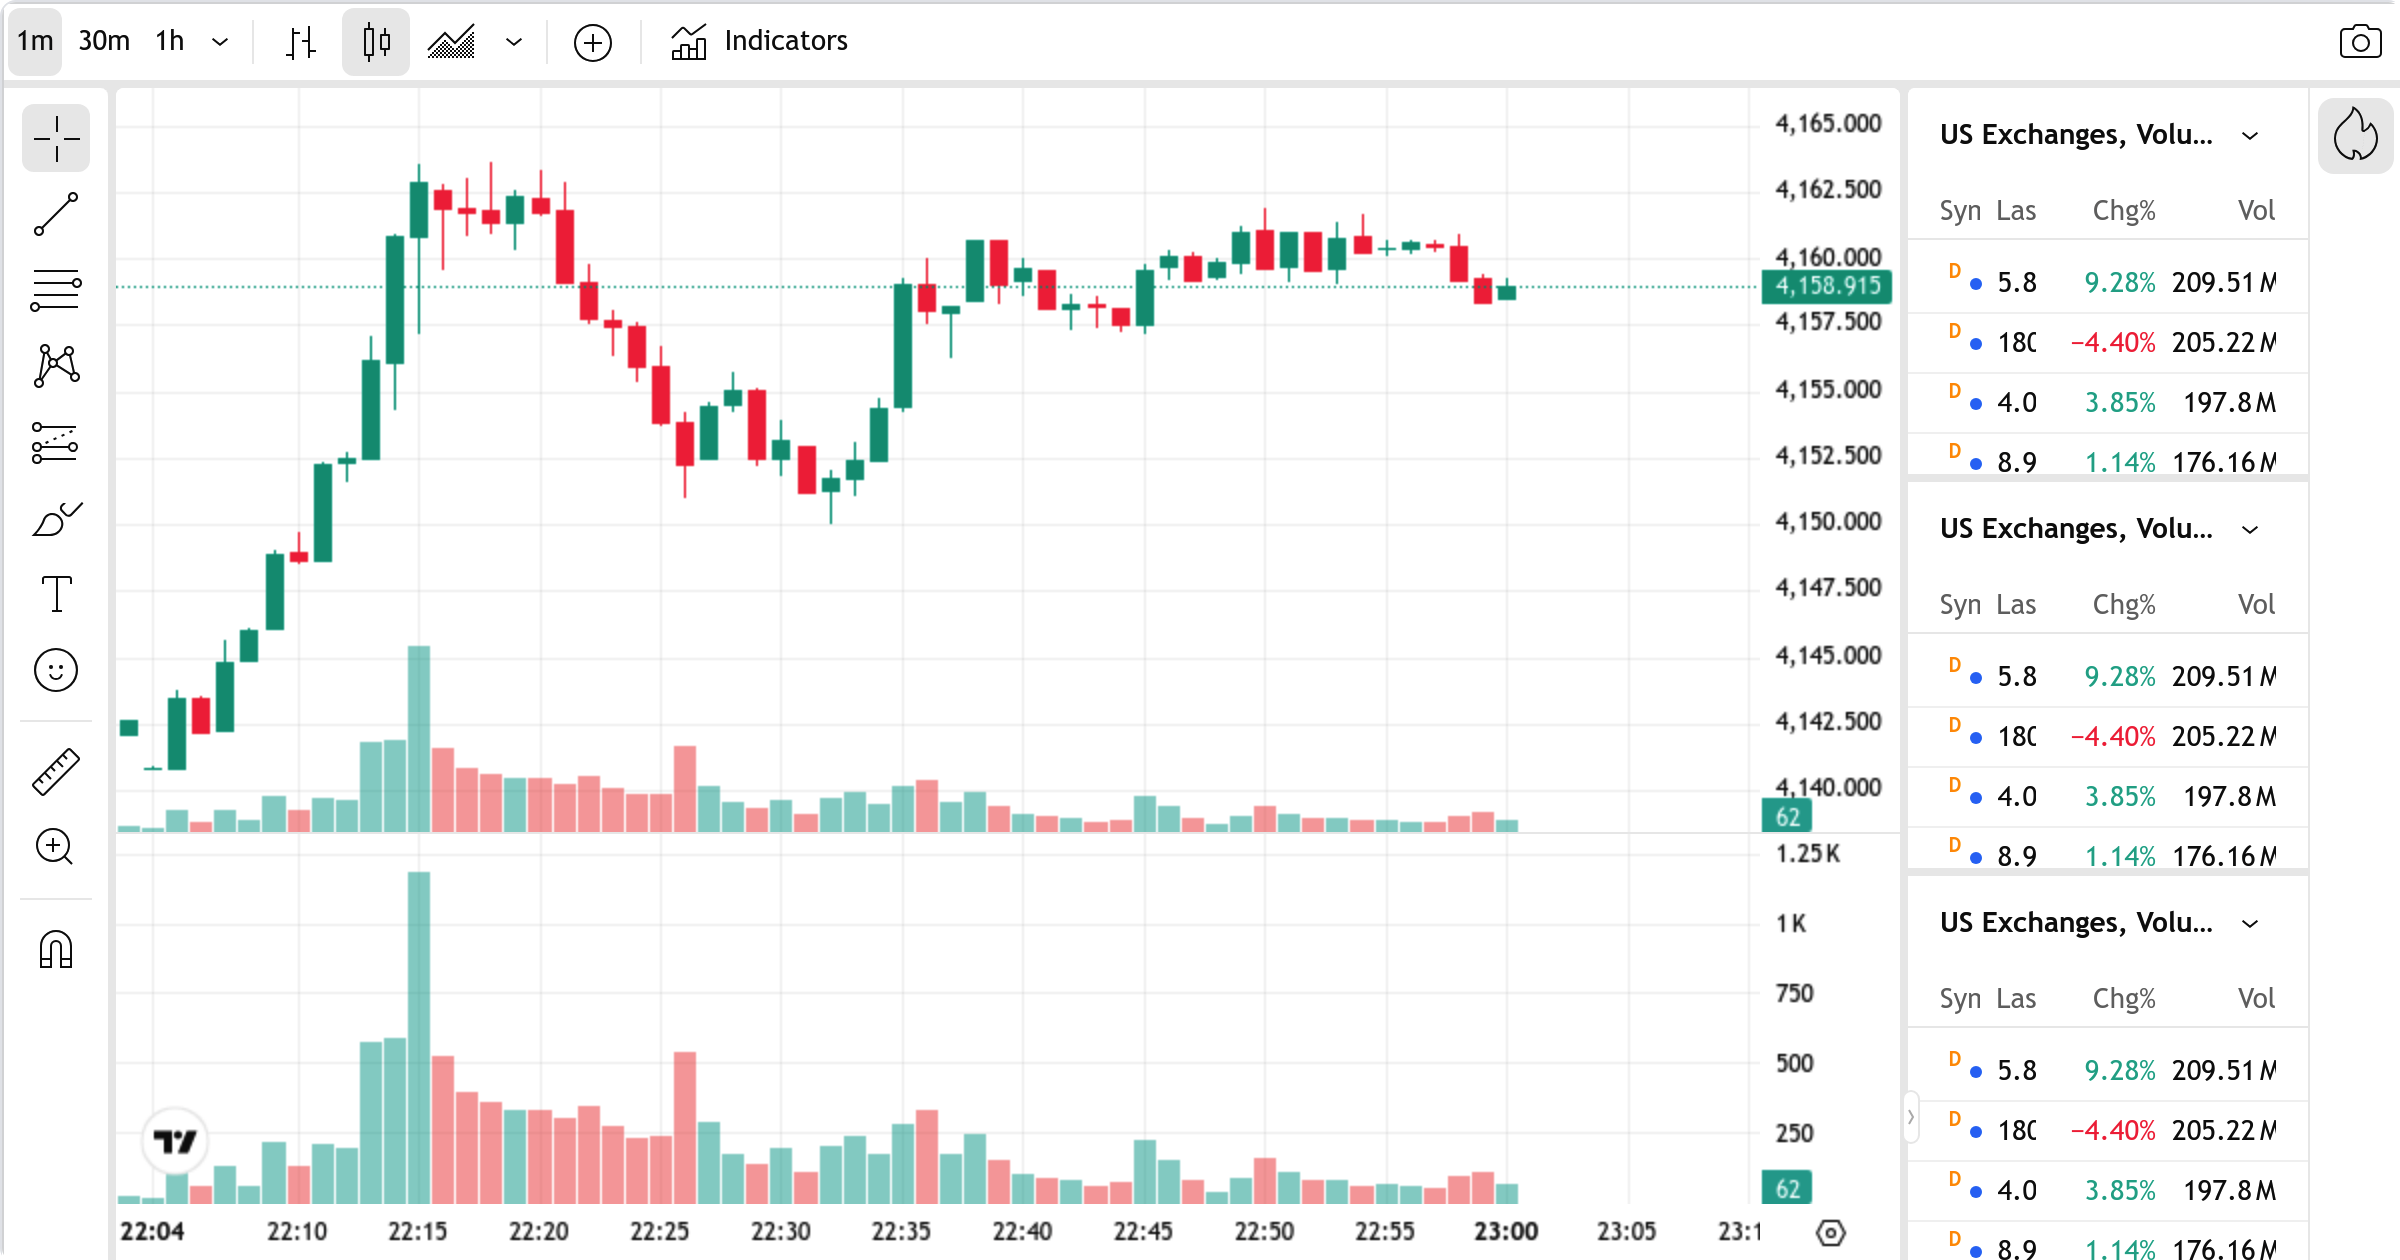 1m 30m 1h Indicators
4,165.000
4,162.500
4,160.000
4,158.915
4,157.500
4,155.000
4,152.500
4,150.000
4,147.500
4,145.000
4,142.500
4,140.000
62
1.25K
1K
750
500
250
62
22:04 22:10 22:15 22:20 22:25 22:30 22:35 22:40 22:45 22:50 22:55 23:00 23:05 23:1
US Exchanges, Volu...
Syn Las Chg% Vol
D 5.8 9.28% 209.51M
D 180 −4.40% 205.22M
D 4.0 3.85% 197.8M
D 8.9 1.14% 176.16M
US Exchanges, Volu...
Syn Las Chg% Vol
D 5.8 9.28% 209.51M
D 180 −4.40% 205.22M
D 4.0 3.85% 197.8M
D 8.9 1.14% 176.16M
US Exchanges, Volu...
Syn Las Chg% Vol
D 5.8 9.28% 209.51M
D 180 −4.40% 205.22M
D 4.0 3.85% 197.8M
D 8.9 1.14% 176.16M